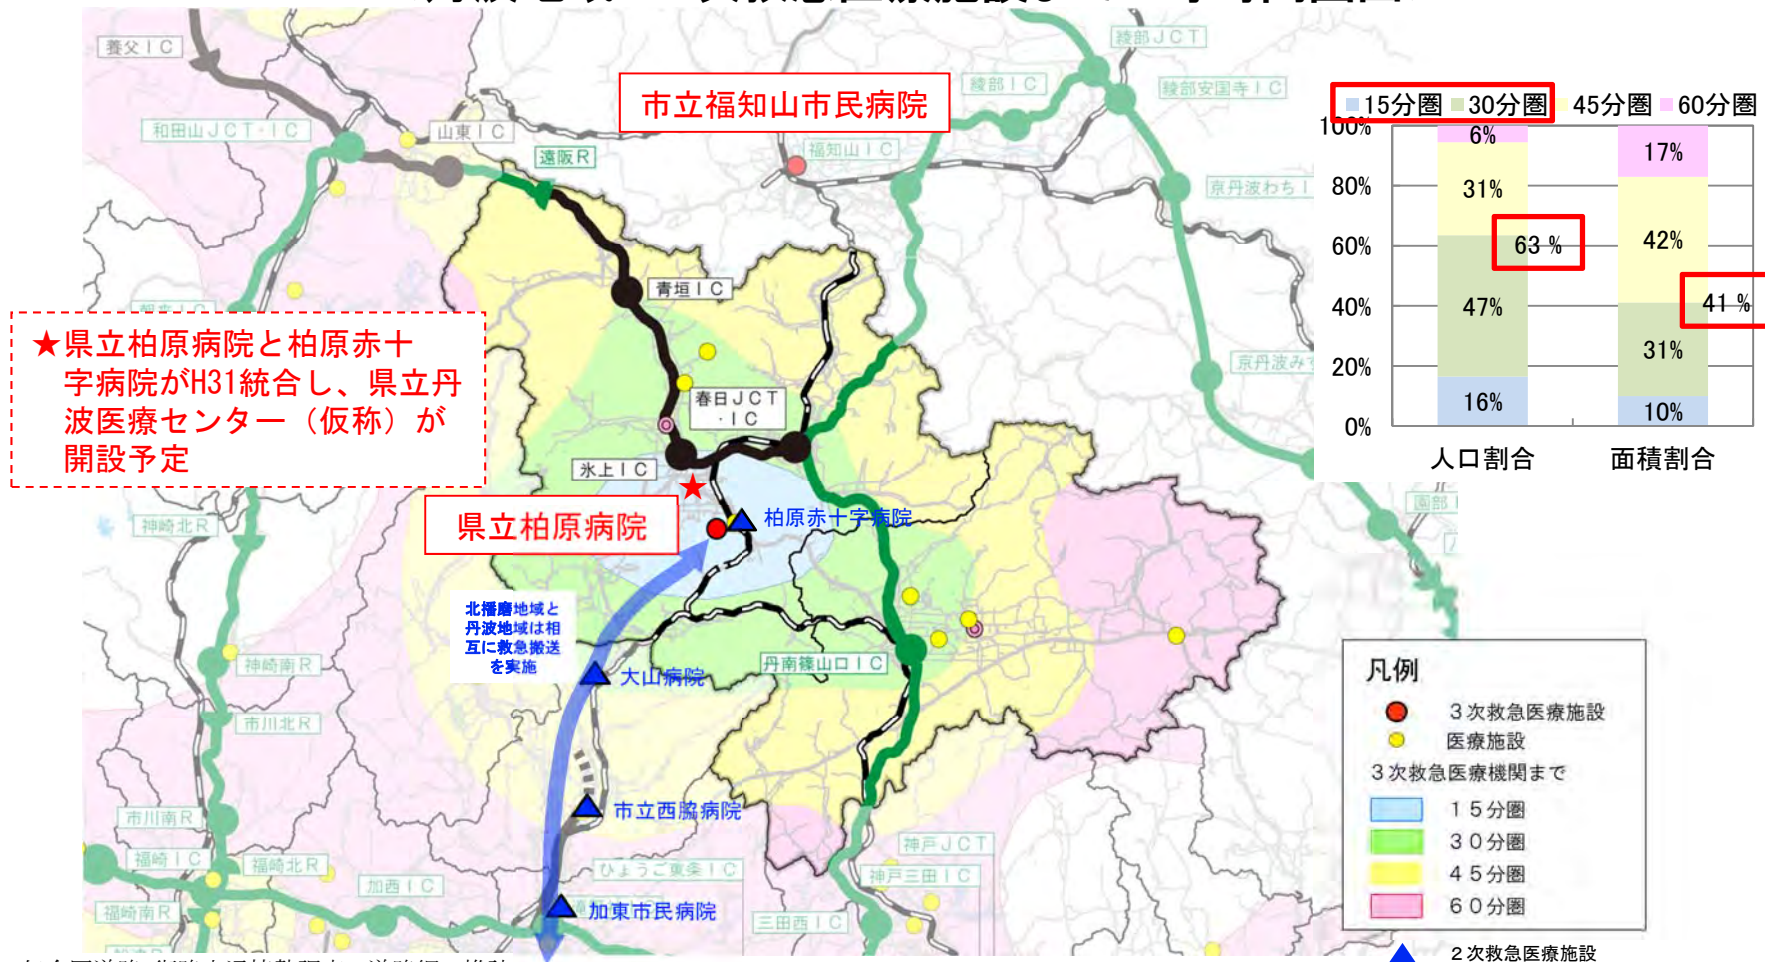 養父ＩＣ
綾部ＪＣＴ
綾部ＩＣ
綾部安国寺ＩＣ
市立福知山市民病院
和田山ＪＣＴ・ＩＣ
山東ＩＣ
遠阪Ｒ
福知山ＩＣ
京丹波わちＩ
■15分圏 ■30分圏 ■45分圏 ■60分圏
100%
80%
60%
40%
20%
0%
6%
31%
63 %
47%
16%
17%
42%
41 %
31%
10%
人口割合
面積割合
青垣ＩＣ
京丹波みず
★県立柏原病院と柏原赤十
字病院がH31統合し、県立丹
波医療センター（仮称）が
開設予定
春日ＪＣＴ
・ＩＣ
氷上ＩＣ
県立柏原病院
柏原赤十字病院
園部
神崎北Ｒ
北播磨地域と
丹波地域は相
互に救急搬送
を実施
神崎南Ｒ
大山病院
丹南篠山口ＩＣ
市川北Ｒ
市立西脇病院
市川南Ｒ
福崎ＩＣ
福崎北Ｒ
加西ＩＣ
ひょうご東条ＩＣ
神戸ＪＣＴ
神戸三田ＩＣ
福崎南Ｒ
加東市民病院
三田西ＩＣ
凡例
３次救急医療施設
医療施設
３次救急医療機関まで
１５分圏
３０分圏
４５分圏
６０分圏
２次救急医療施設